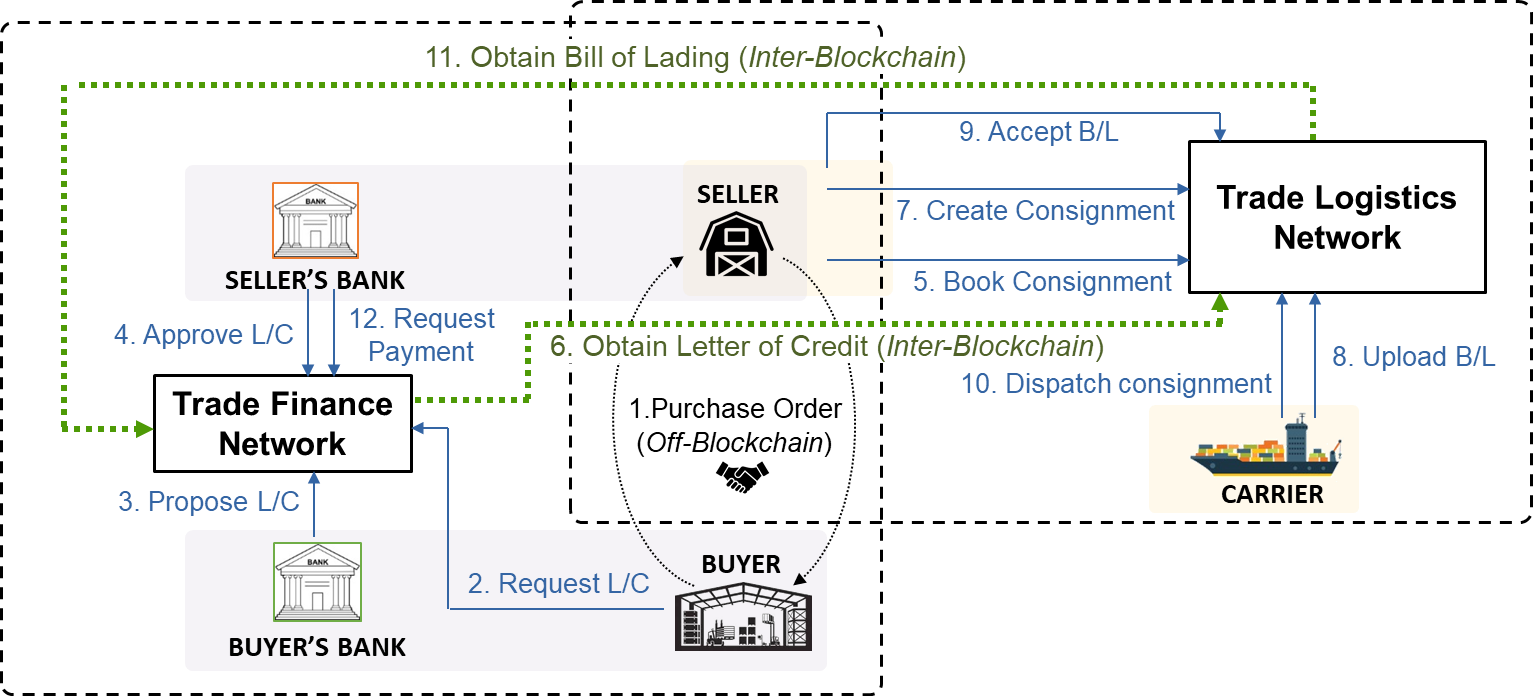 11. Obtain Bill of Lading (Inter-Blockchain)
9. Accept B/L
BANK
SELLER
Trade Logistics
Network
7. Create Consignment
SELLER’S BANK
5. Book Consignment
4. Approve L/C
12. Request
Payment
6. Obtain Letter of Credit (Inter-Blockchain)
8. Upload B/L
10. Dispatch consignment
Trade Finance
Network
1.Purchase Order
(Off-Blockchain)
CARRIER
3. Propose L/C
BANK
BUYER
2. Request L/C
BUYER’S BANK